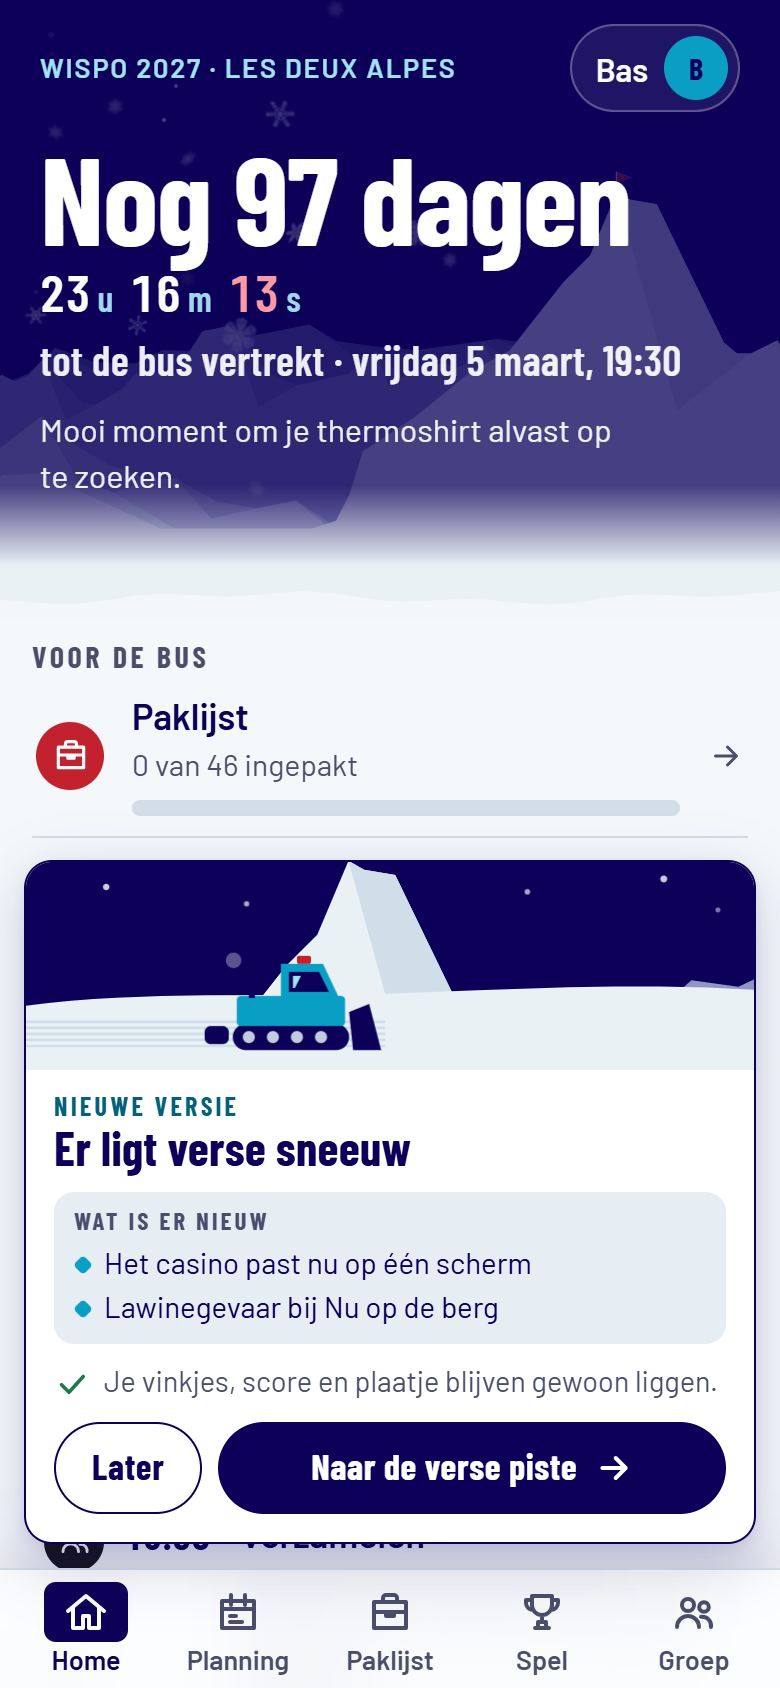 WISPO 2027 · LES DEUX ALPES
Bas B
Nog 97 dagen
23 u 16 m 13 s
tot de bus vertrekt · vrijdag 5 maart, 19:30
Mooi moment om je thermoshirt alvast op
te zoeken.
VOOR DE BUS
Paklijst
0 van 46 ingepakt
NIEUWE VERSIE
Er ligt verse sneeuw
WAT IS ER NIEUW
Het casino past nu op één scherm
Lawinegevaar bij Nu op de berg
Je vinkjes, score en plaatje blijven gewoon liggen.
Later
Naar de verse piste →
Home
Planning
Paklijst
Spel
Groep